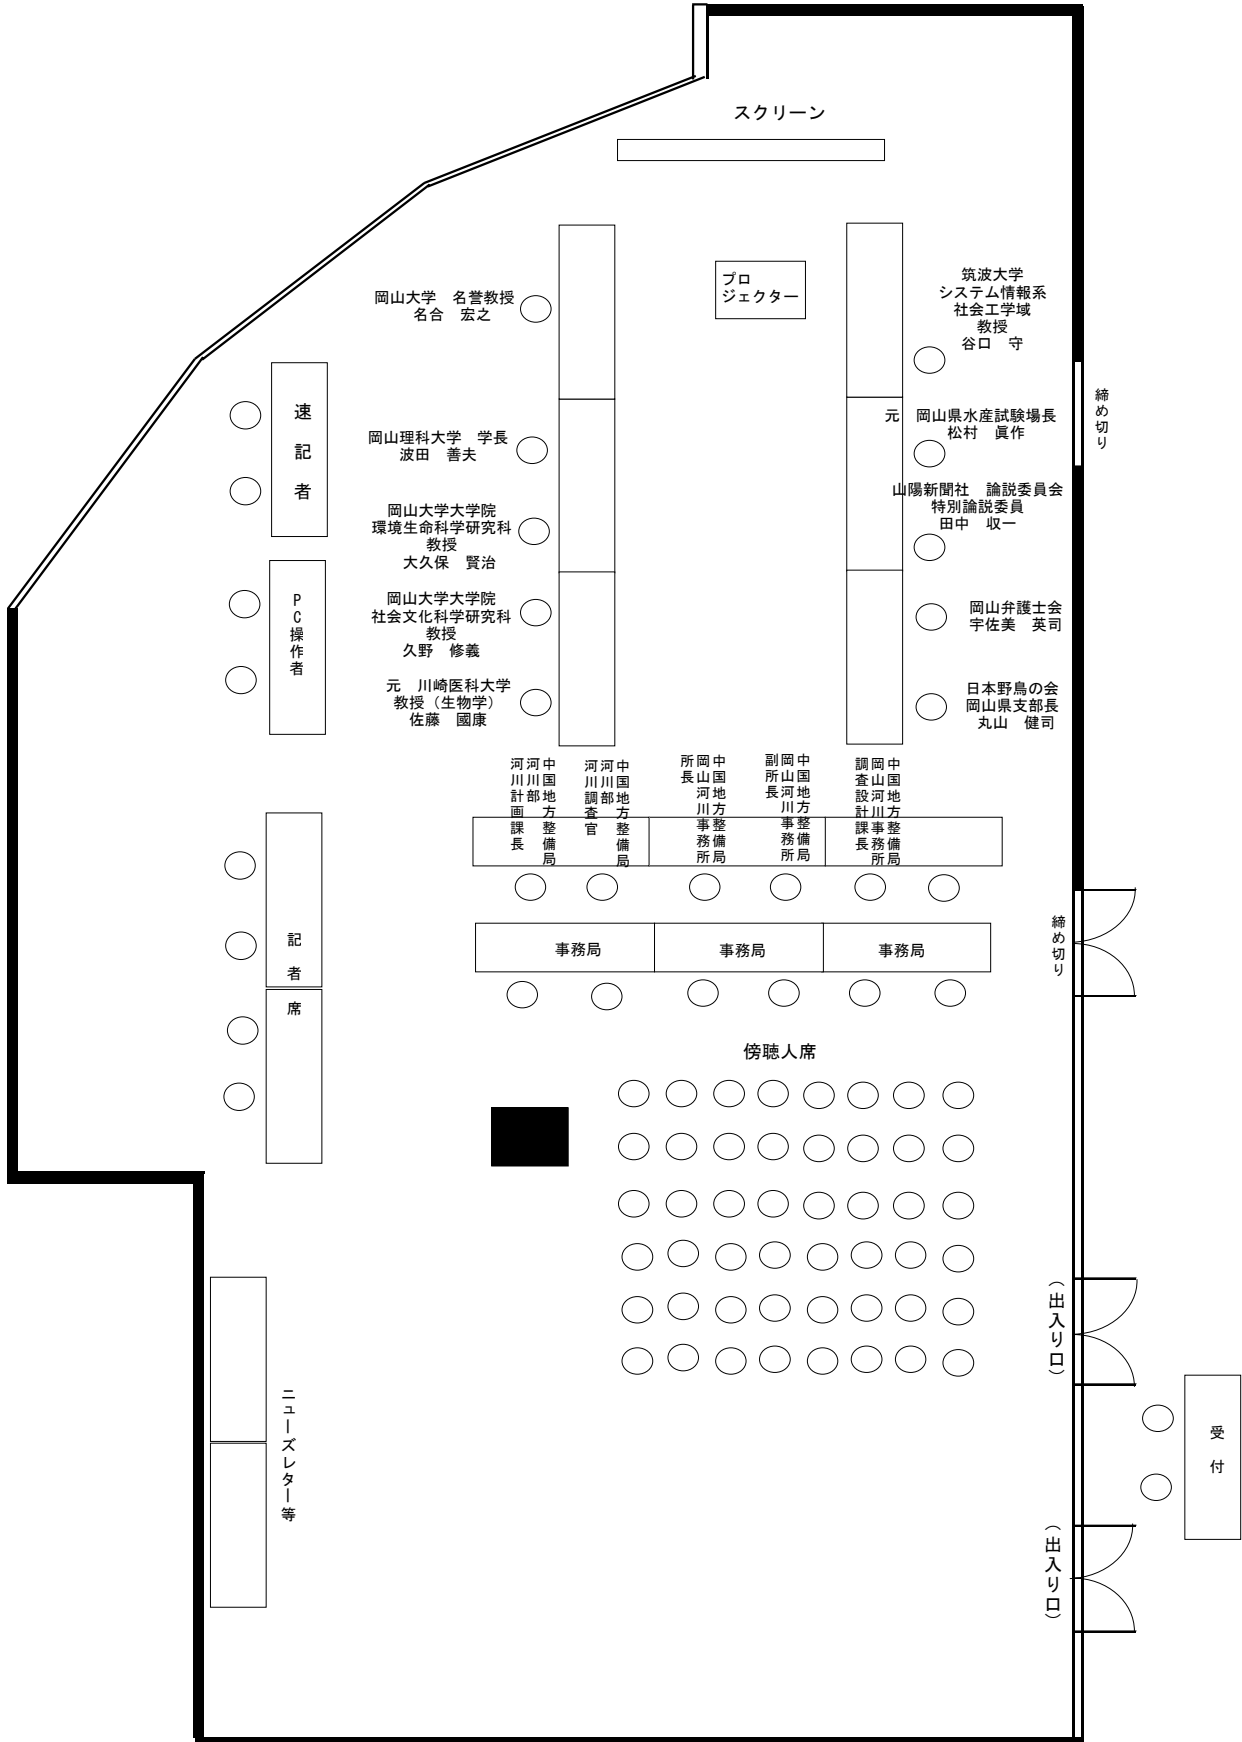 スクリーン
プロ
ジェクター
岡山大学　名誉教授
名合　宏之
筑波大学
システム情報系
社会工学域
教授
谷口　守
速記者
締め切り
岡山理科大学　学長
波田　善夫
元　岡山県水産試験場長
松村　眞作
岡山大学大学院
環境生命科学研究科
教授
大久保　賢治
山陽新聞社　論説委員会
特別論説委員
田中　収一
PC操作者
岡山大学大学院
社会文化科学研究科
教授
久野　修義
岡山弁護士会
宇佐美　英司
元　川崎医科大学
教授（生物学）
佐藤　國康
日本野鳥の会
岡山県支部長
丸山　健司
中国地方整備局
河川部
河川計画課長
中国地方整備局
河川部
河川調査官
中国地方整備局
岡山河川事務所
所長
中国地方整備局
岡山河川事務所
副所長
中国地方整備局
岡山河川事務所
調査設計課長
記者席
事務局
事務局
事務局
締め切り
傍聴人席
（出入り口）
ニューズレター等
受付
（出入り口）